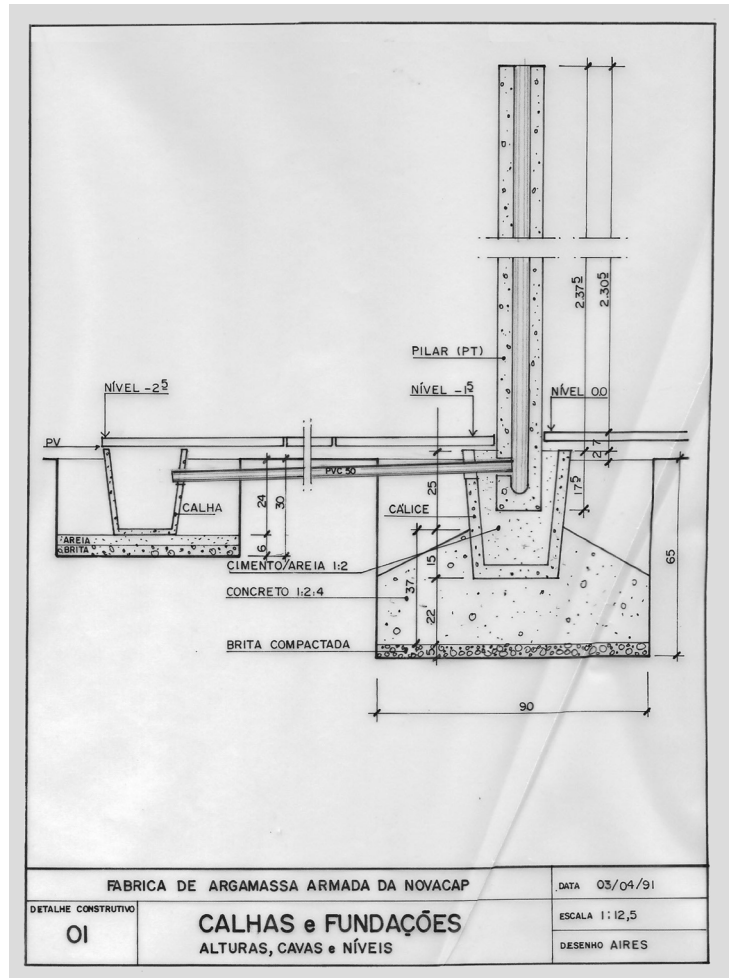 2.37⁵
2.30⁵
PILAR (PT)
NÍVEL -2⁵
NÍVEL -1⁵
NÍVEL 0.0
PV
7
2
PVC 50
25
17⁵
24
30
CALHA
CÁLICE
AREIA
BRITA
6
CIMENTO/AREIA 1:2
15
65
37
CONCRETO 1:2:4
22
BRITA COMPACTADA
5
90
FABRICA DE ARGAMASSA ARMADA DA NOVACAP
DATA 03/04/91
DETALHE CONSTRUTIVO
01
CALHAS e FUNDAÇÕES
ALTURAS, CAVAS e NÍVEIS
ESCALA 1:12,5
DESENHO AIRES